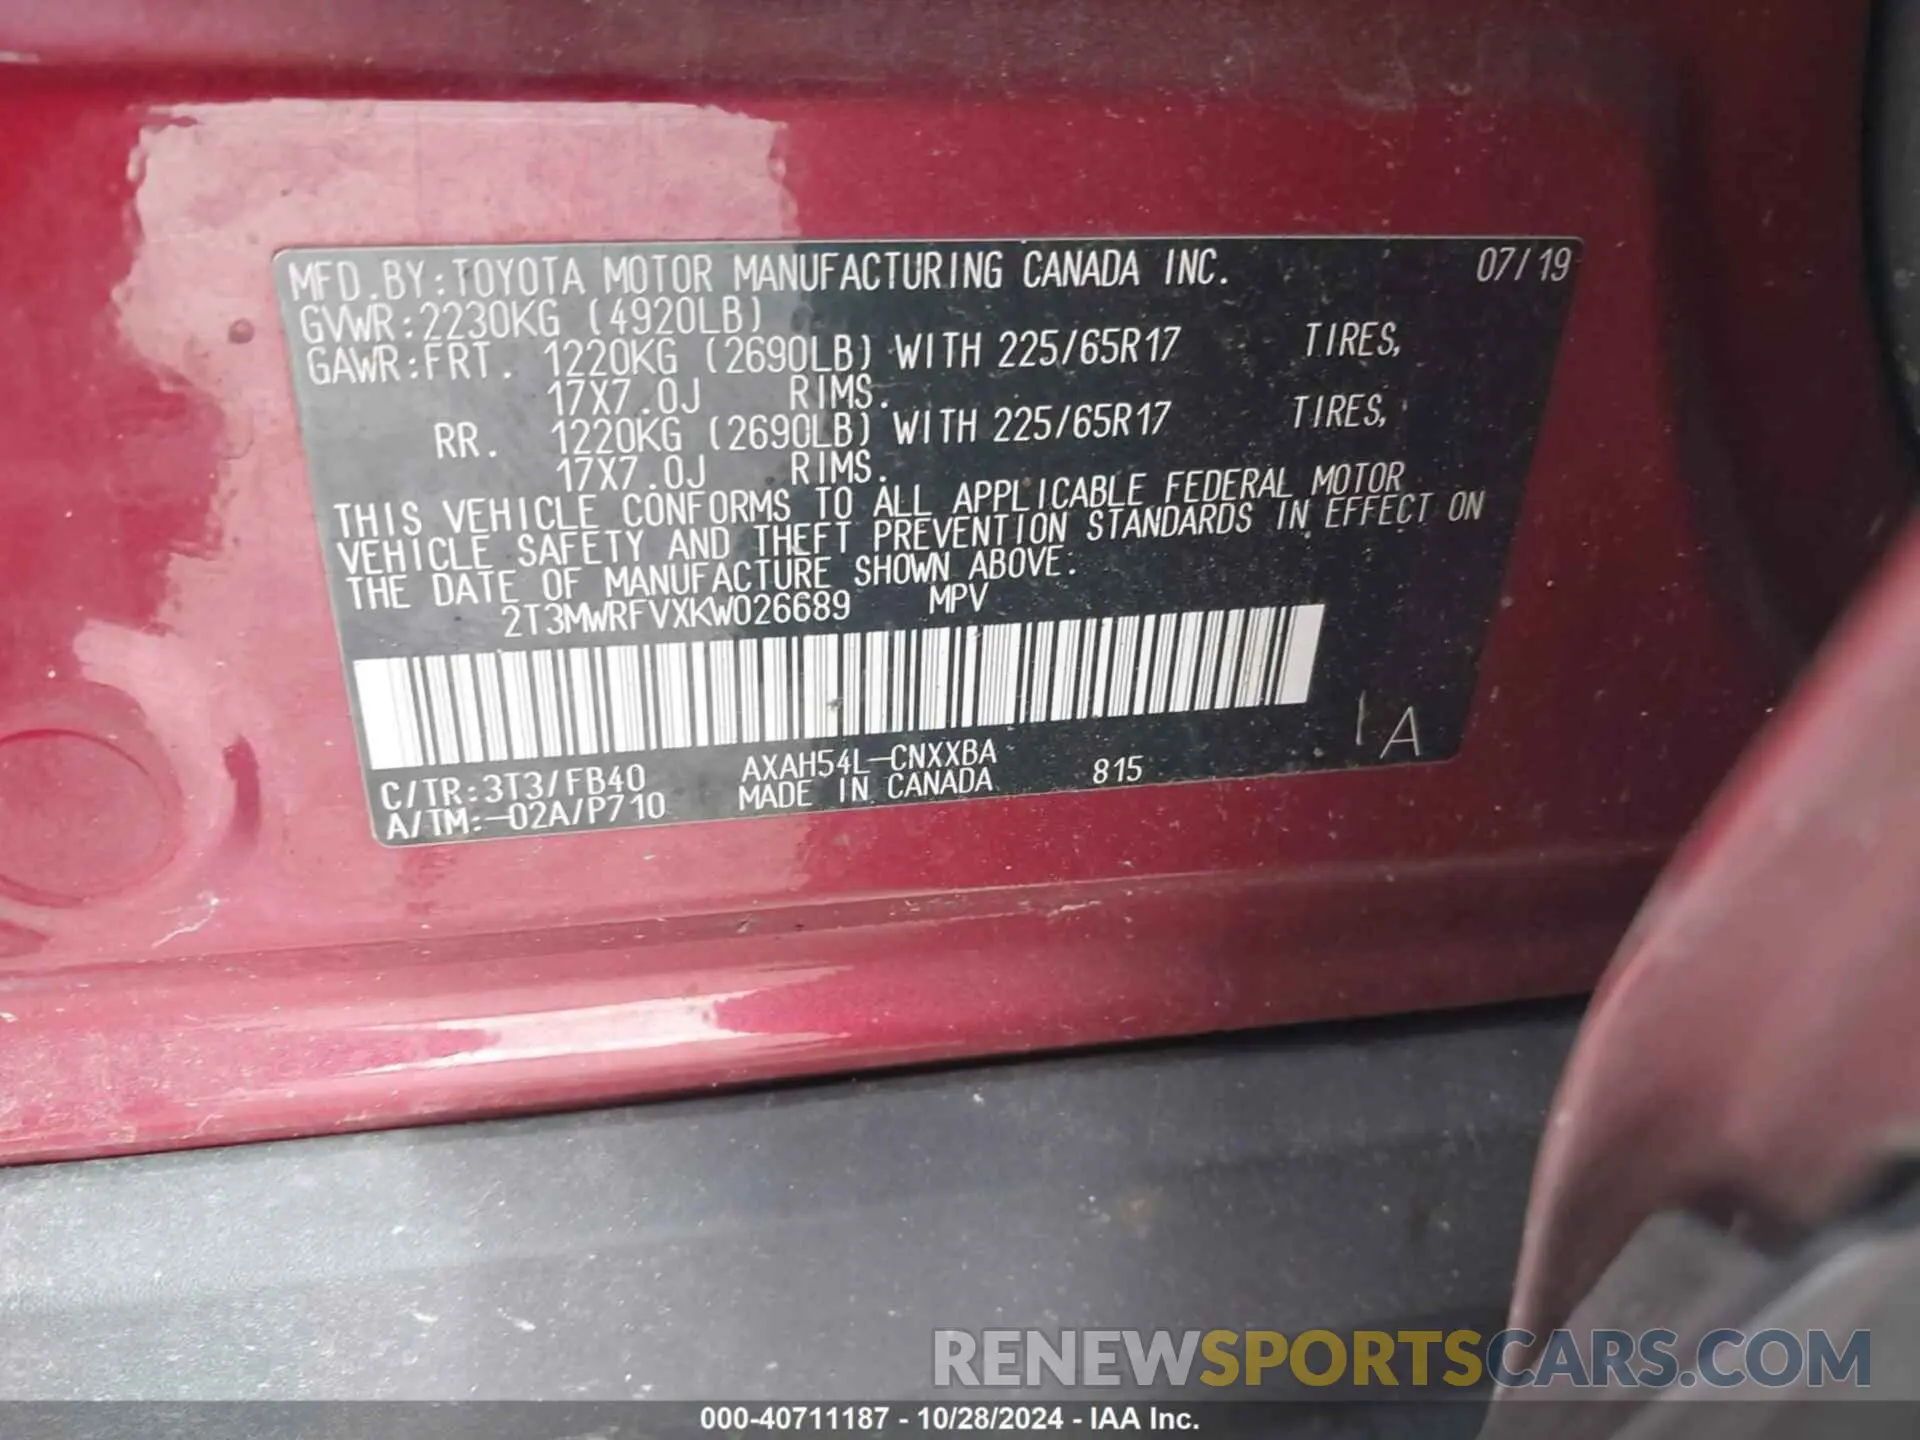 MFD.BY:TOYOTA MOTOR MANUFACTURING CANADA INC. 07/19
GVWR:2230KG (4920LB)
GAWR:FRT. 1220KG (2690LB) WITH 225/65R17 TIRES,
17X7.0J RIMS.
RR. 1220KG (2690LB) WITH 225/65R17 TIRES,
17X7.0J RIMS.
THIS VEHICLE CONFORMS TO ALL APPLICABLE FEDERAL MOTOR
VEHICLE SAFETY AND THEFT PREVENTION STANDARDS IN EFFECT ON
THE DATE OF MANUFACTURE SHOWN ABOVE.
2T3MWRFVXKW026689 MPV
1A
C/TR:3T3/FB40 AXAH54L-CNXXBA 815
A/TM:-02A/P710 MADE IN CANADA
RENEWSPORTSCARS.COM
000-40711187 - 10/28/2024 - IAA Inc.